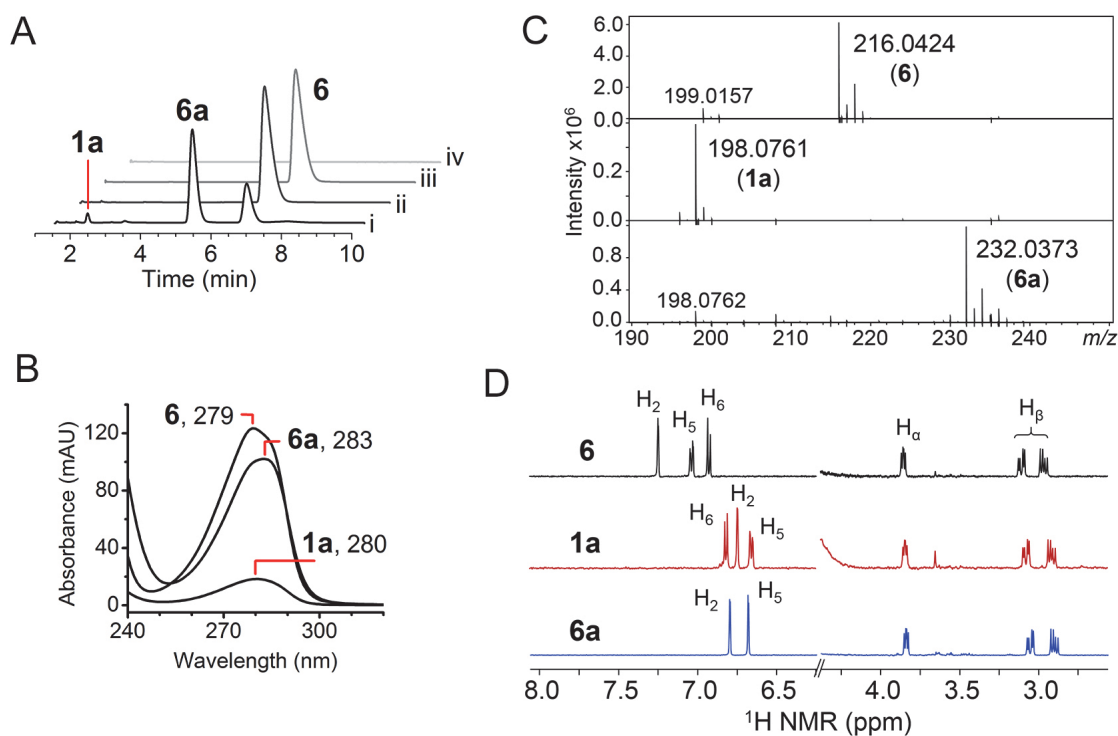 A
1a
6a
6
iv
iii
ii
i
2 4 6 8 10
Time (min)
B
Absorbance (mAU)
120
80
40
0
6, 279
6a, 283
1a, 280
240 270 300
Wavelength (nm)
C
Intensity x10⁶
6.0
4.0
2.0
0.0
199.0157
216.0424
(6)
0.2
0.0
198.0761
(1a)
0.8
0.4
0.0
198.0762
232.0373
(6a)
190 200 210 220 230 240 m/z
D
6
H₂
H₅
H₆
Hα
Hβ
1a
H₆
H₂
H₅
6a
H₂
H₅
8.0 7.5 7.0 6.5 4.0 3.5 3.0
¹H NMR (ppm)